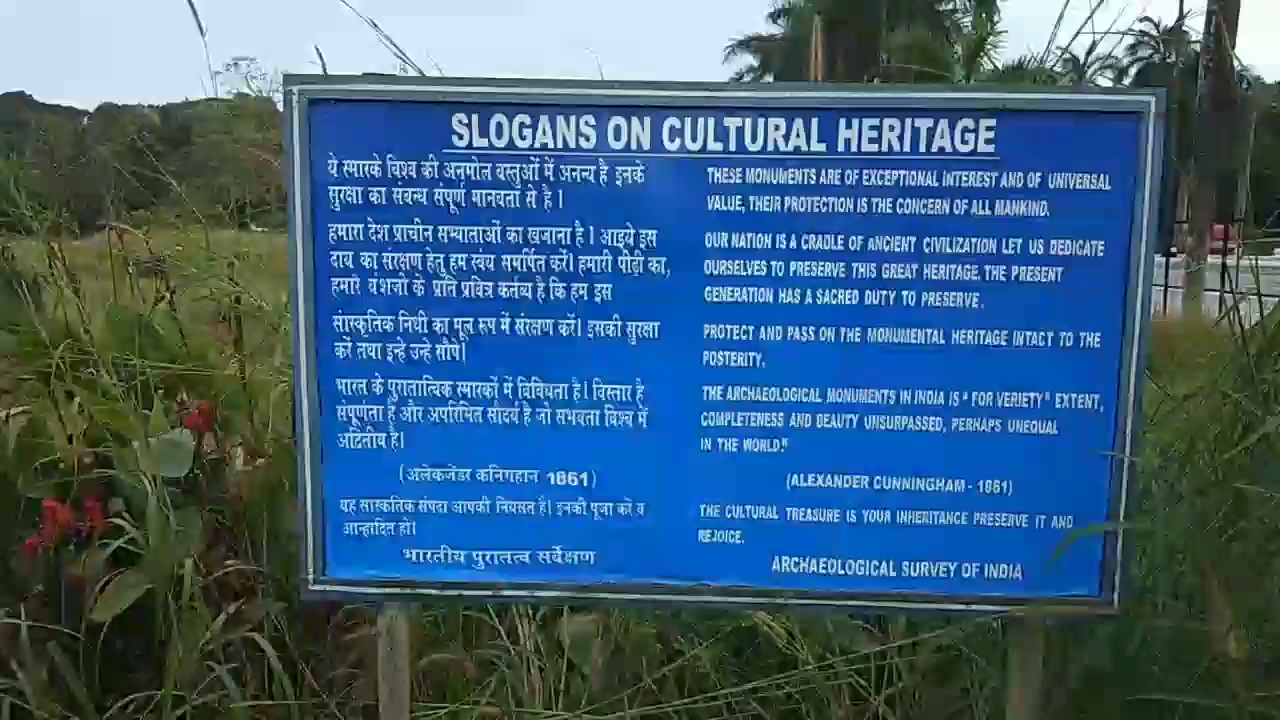 SLOGANS ON CULTURAL HERITAGE
ये स्मारके विश्व की अनमोल वस्तुओं में अनन्य है इनके
सुरक्षा का संबन्ध संपूर्ण मानवता से है ।
हमारा देश प्राचीन सभ्यताओं का खजाना है । आइये इस
दाय का संरक्षण हेतु हम स्वंय समर्पित करें। हमारी पीढ़ी का,
हमारे वंशजों के प्रति प्रवित्र कर्तव्य है कि हम इस
सांस्कृतिक निधी का मूल रूप में संरक्षण करें। इसकी सुरक्षा
करें तथा इन्हे उन्हे सौपे।
भारत के पुरातात्विक स्मारकों में विविधता है। विस्तार है
संपूर्णता है और अपरिमित सौंदर्य है जो संभवता विश्व में
अद्वितीय है।
(अलेकजेंडर कनिंगहान 1861)
यह सांस्कृतिक संपदा आपकी नियसत है। इनकी पूजा करें व
आल्हादित हो।
भारतीय पुरातत्व सर्वेक्षण
THESE MONUMENTS ARE OF EXCEPTIONAL INTEREST AND OF UNIVERSAL
VALUE, THEIR PROTECTION IS THE CONCERN OF ALL MANKIND.
OUR NATION IS A CRADLE OF ANCIENT CIVILIZATION LET US DEDICATE
OURSELVES TO PRESERVE THIS GREAT HERITAGE. THE PRESENT
GENERATION HAS A SACRED DUTY TO PRESERVE.
PROTECT AND PASS ON THE MONUMENTAL HERITAGE INTACT TO THE
POSTERITY.
THE ARCHAEOLOGICAL MONUMENTS IN INDIA IS " FOR VERIETY" EXTENT,
COMPLETENESS AND BEAUTY UNSURPASSED, PERHAPS UNEQUAL
IN THE WORLD."
(ALEXANDER CUNNINGHAM - 1861)
THE CULTURAL TREASURE IS YOUR INHERITANCE PRESERVE IT AND
REJOICE.
ARCHAEOLOGICAL SURVEY OF INDIA